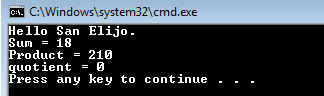 C:\Windows\system32\cmd.exe
Hello San Elijo.
Sum = 18
Product = 210
quotient = 0
Press any key to continue . . .